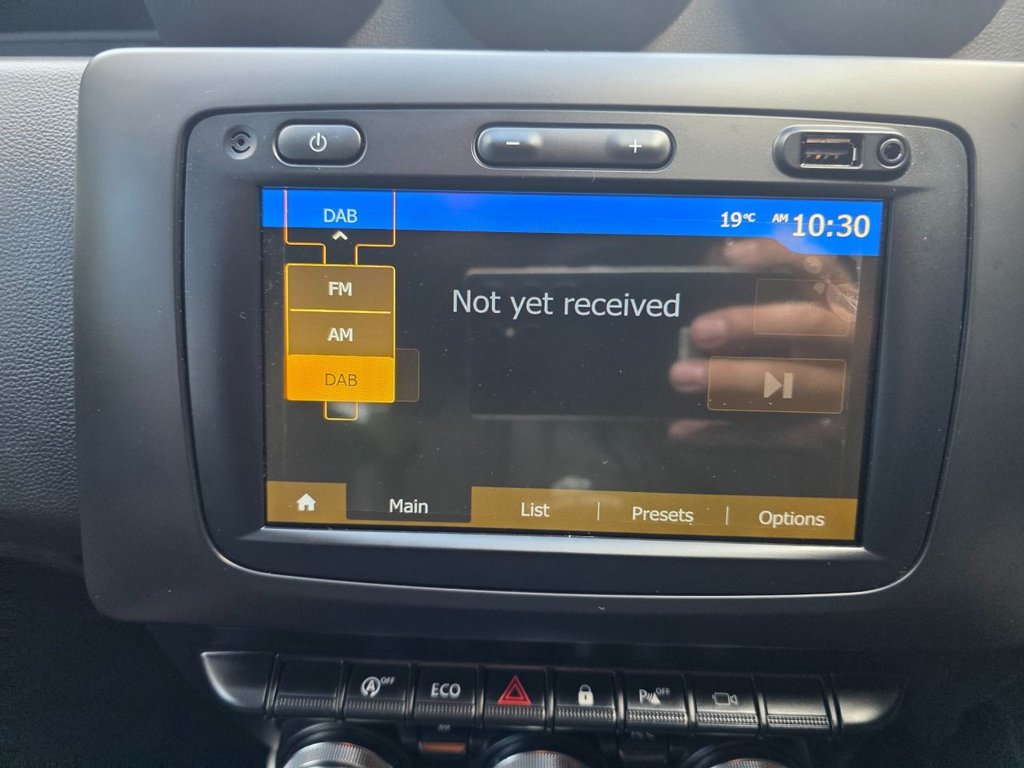 DAB
19°C AM 10:30
FM
AM
DAB
Not yet received
Main List Presets Options
OFF ECO OFF